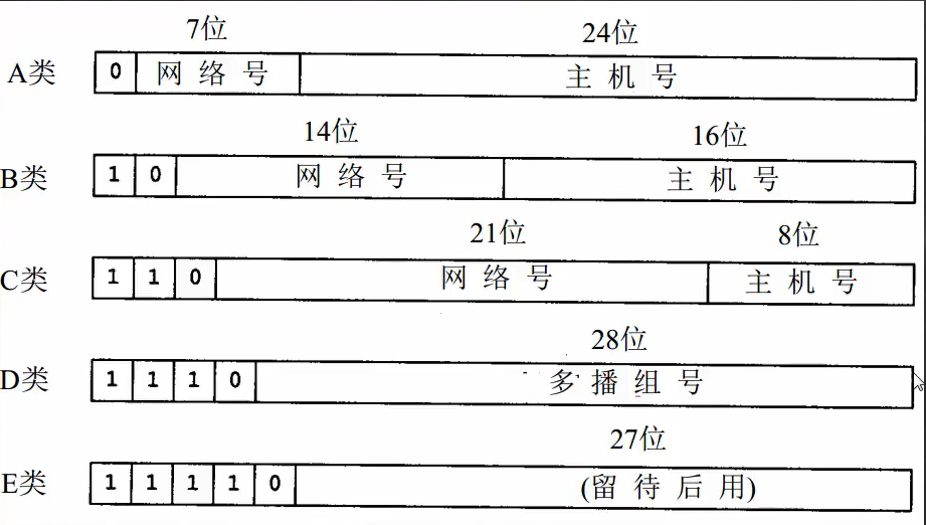 7位 24位
A类 0 网络号 主机号
14位 16位
B类 1 0 网络号 主机号
21位 8位
C类 1 1 0 网络号 主机号
28位
D类 1 1 1 0 多播组号
27位
E类 1 1 1 1 0 (留待后用)